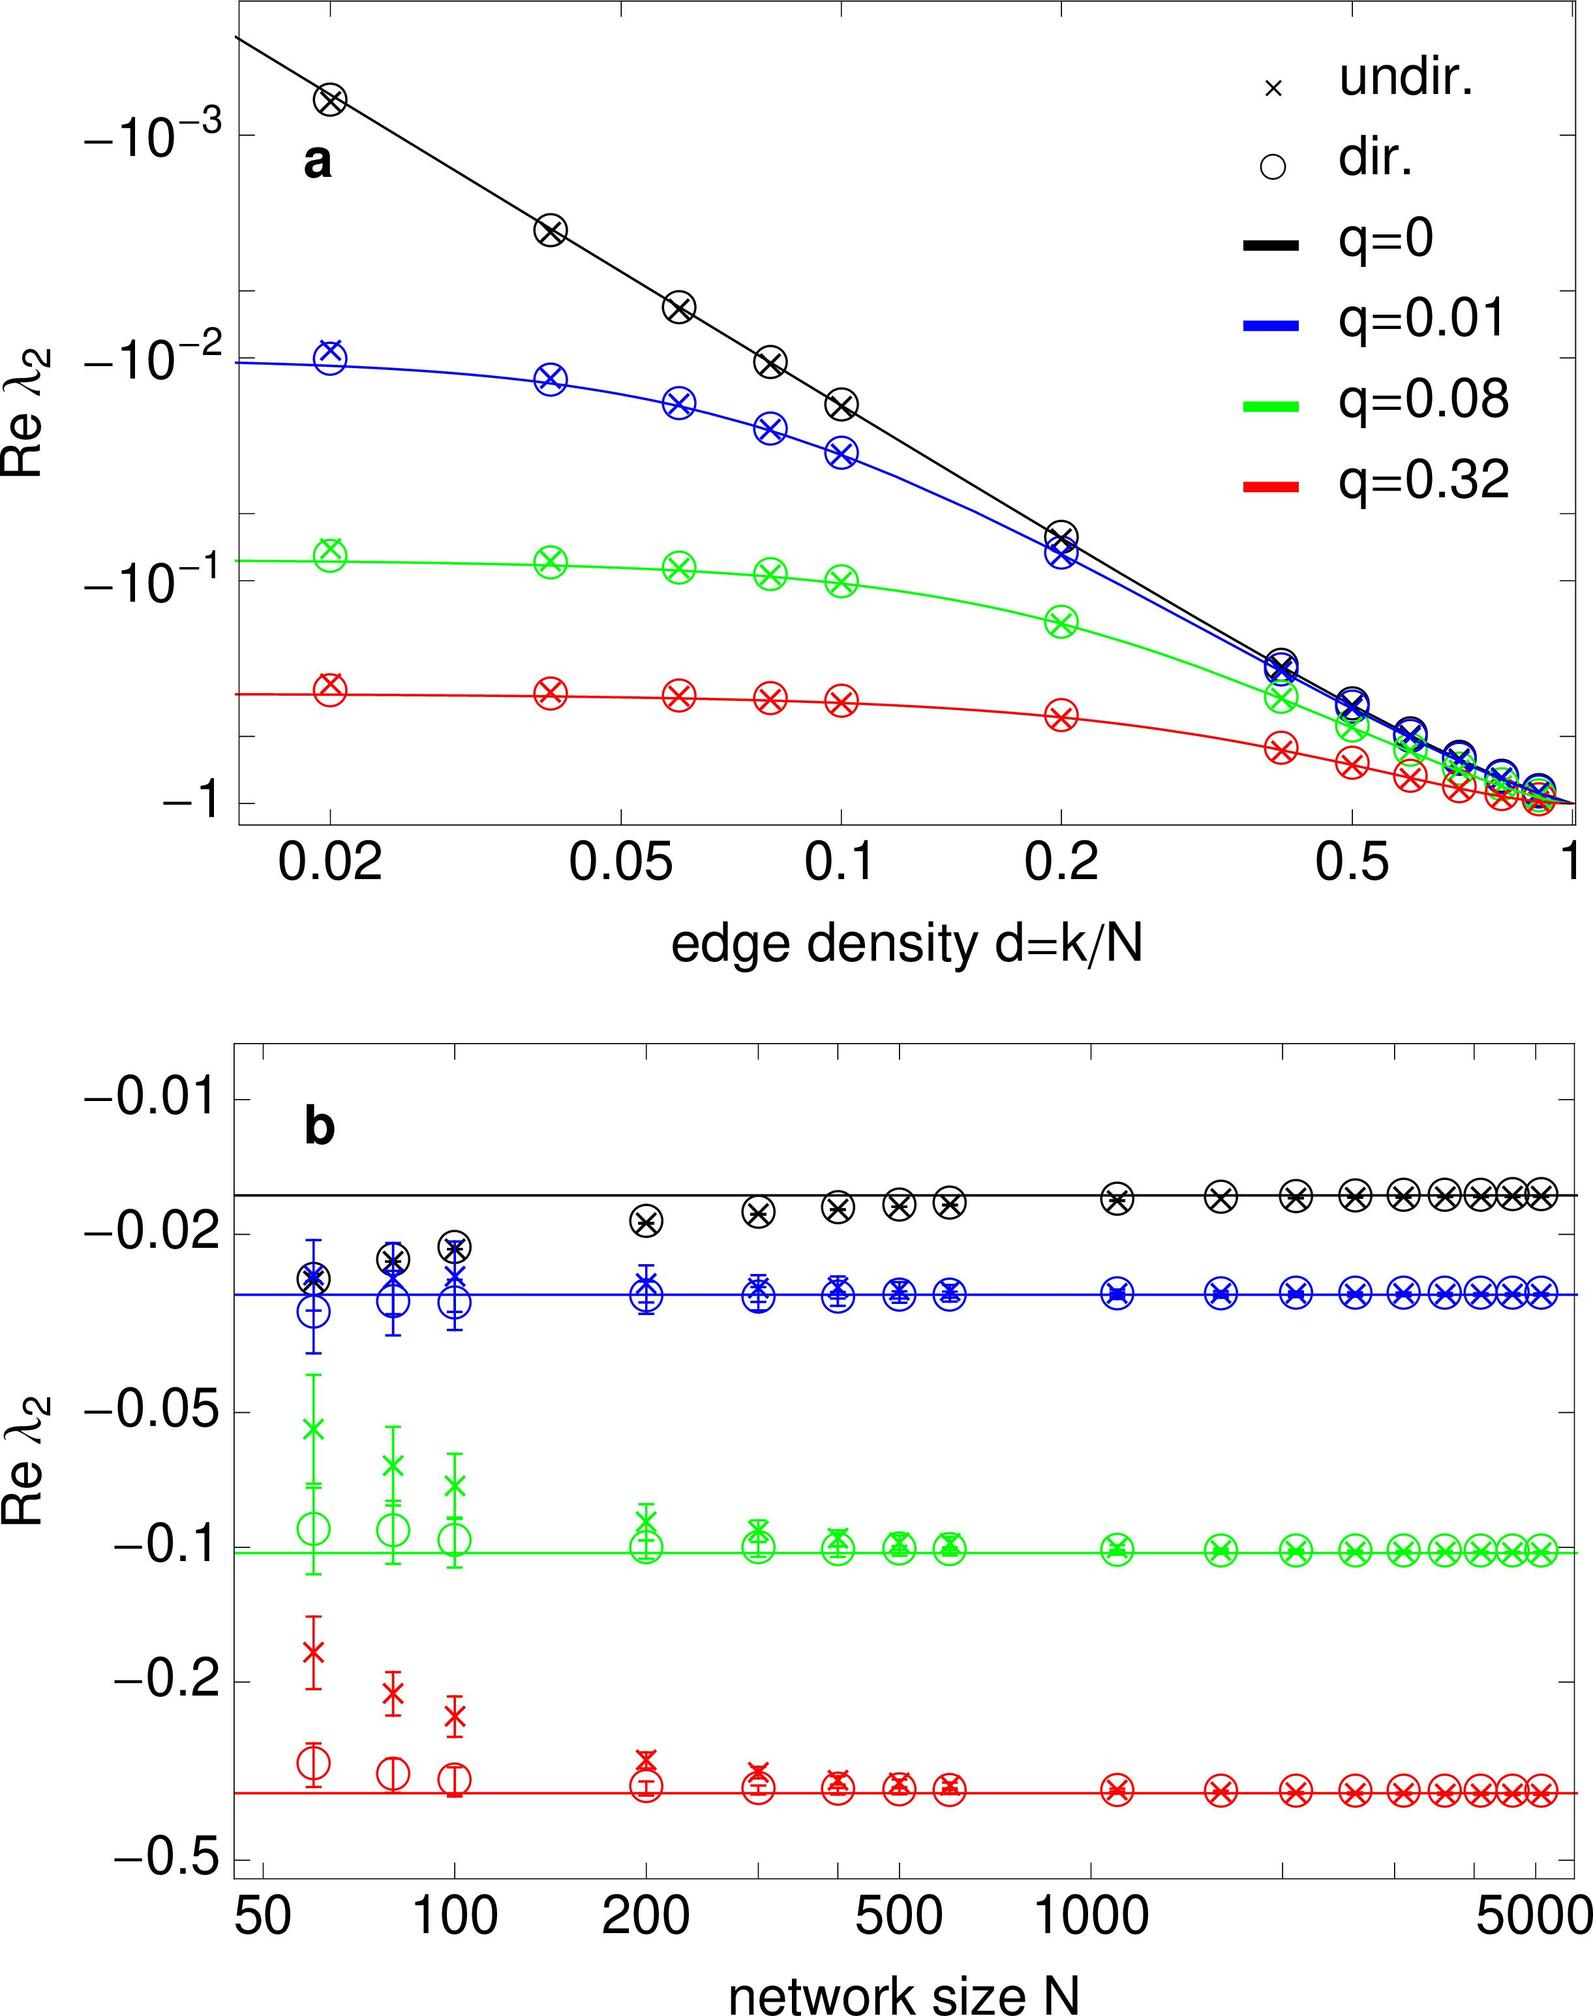 a
× undir.
○ dir.
q=0
q=0.01
q=0.08
q=0.32
−10⁻³
−10⁻²
−10⁻¹
−1
Re λ₂
0.02 0.05 0.1 0.2 0.5 1
edge density d=k/N
b
−0.01
−0.02
−0.05
−0.1
−0.2
−0.5
Re λ₂
50 100 200 500 1000 5000
network size N